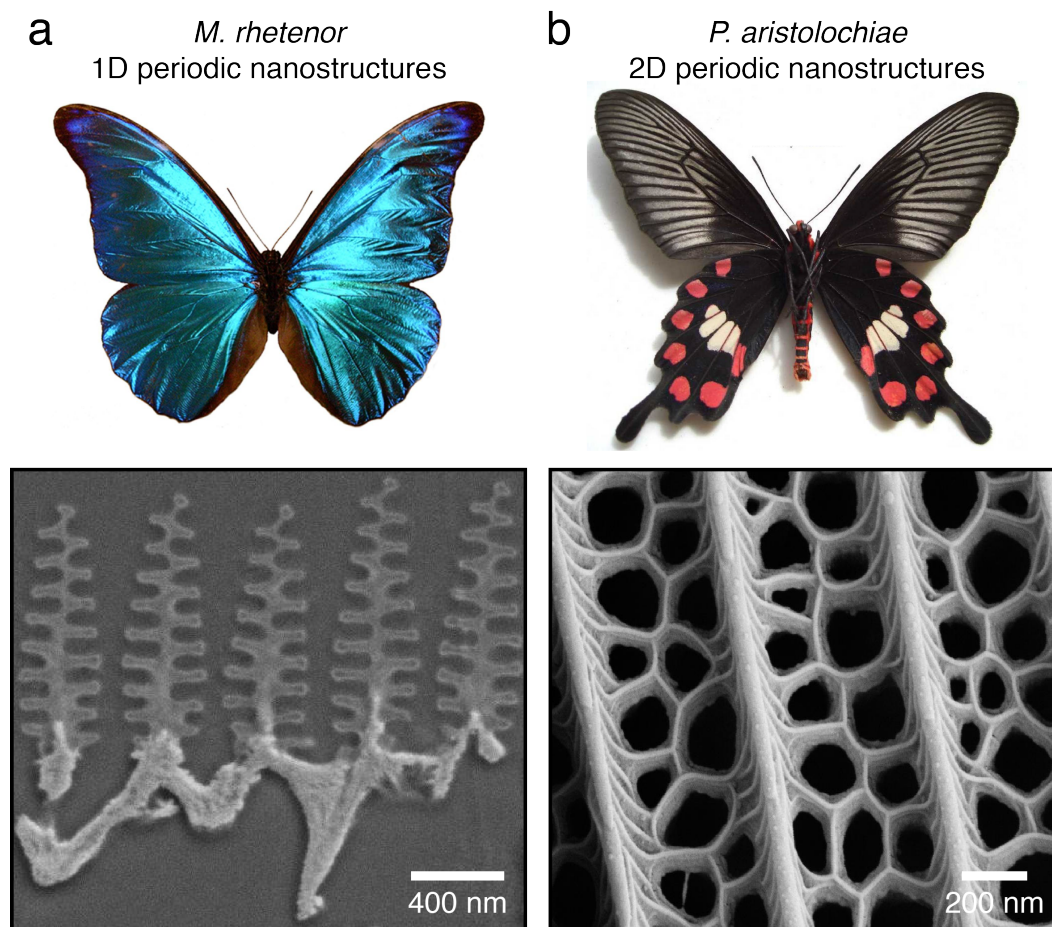 a
M. rhetenor
1D periodic nanostructures
b
P. aristolochiae
2D periodic nanostructures
400 nm
200 nm